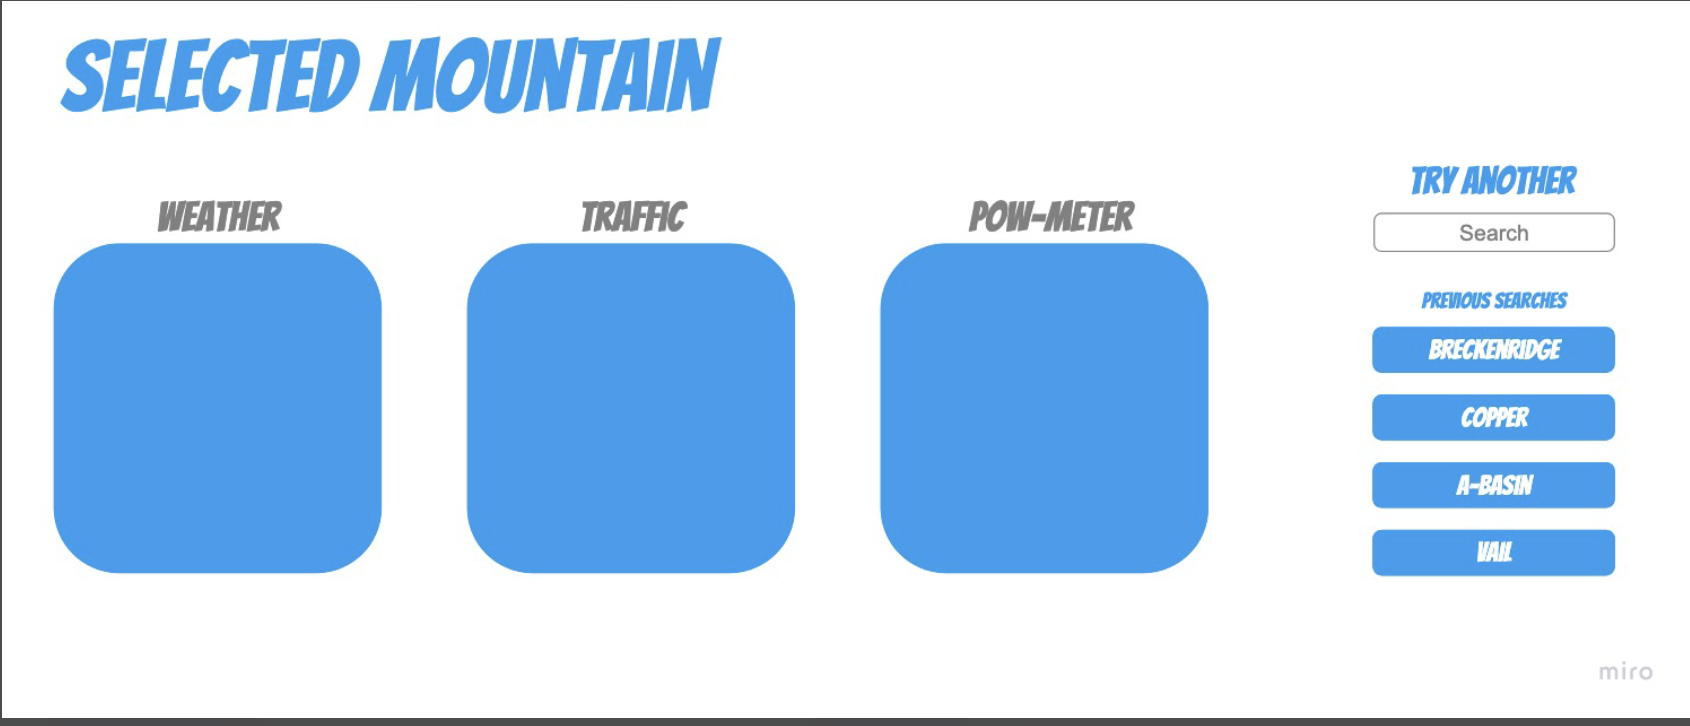 SELECTED MOUNTAIN
WEATHER
TRAFFIC
POW-METER
TRY ANOTHER
Search
PREVIOUS SEARCHES
BRECKENRIDGE
COPPER
A-BASIN
VAIL
miro